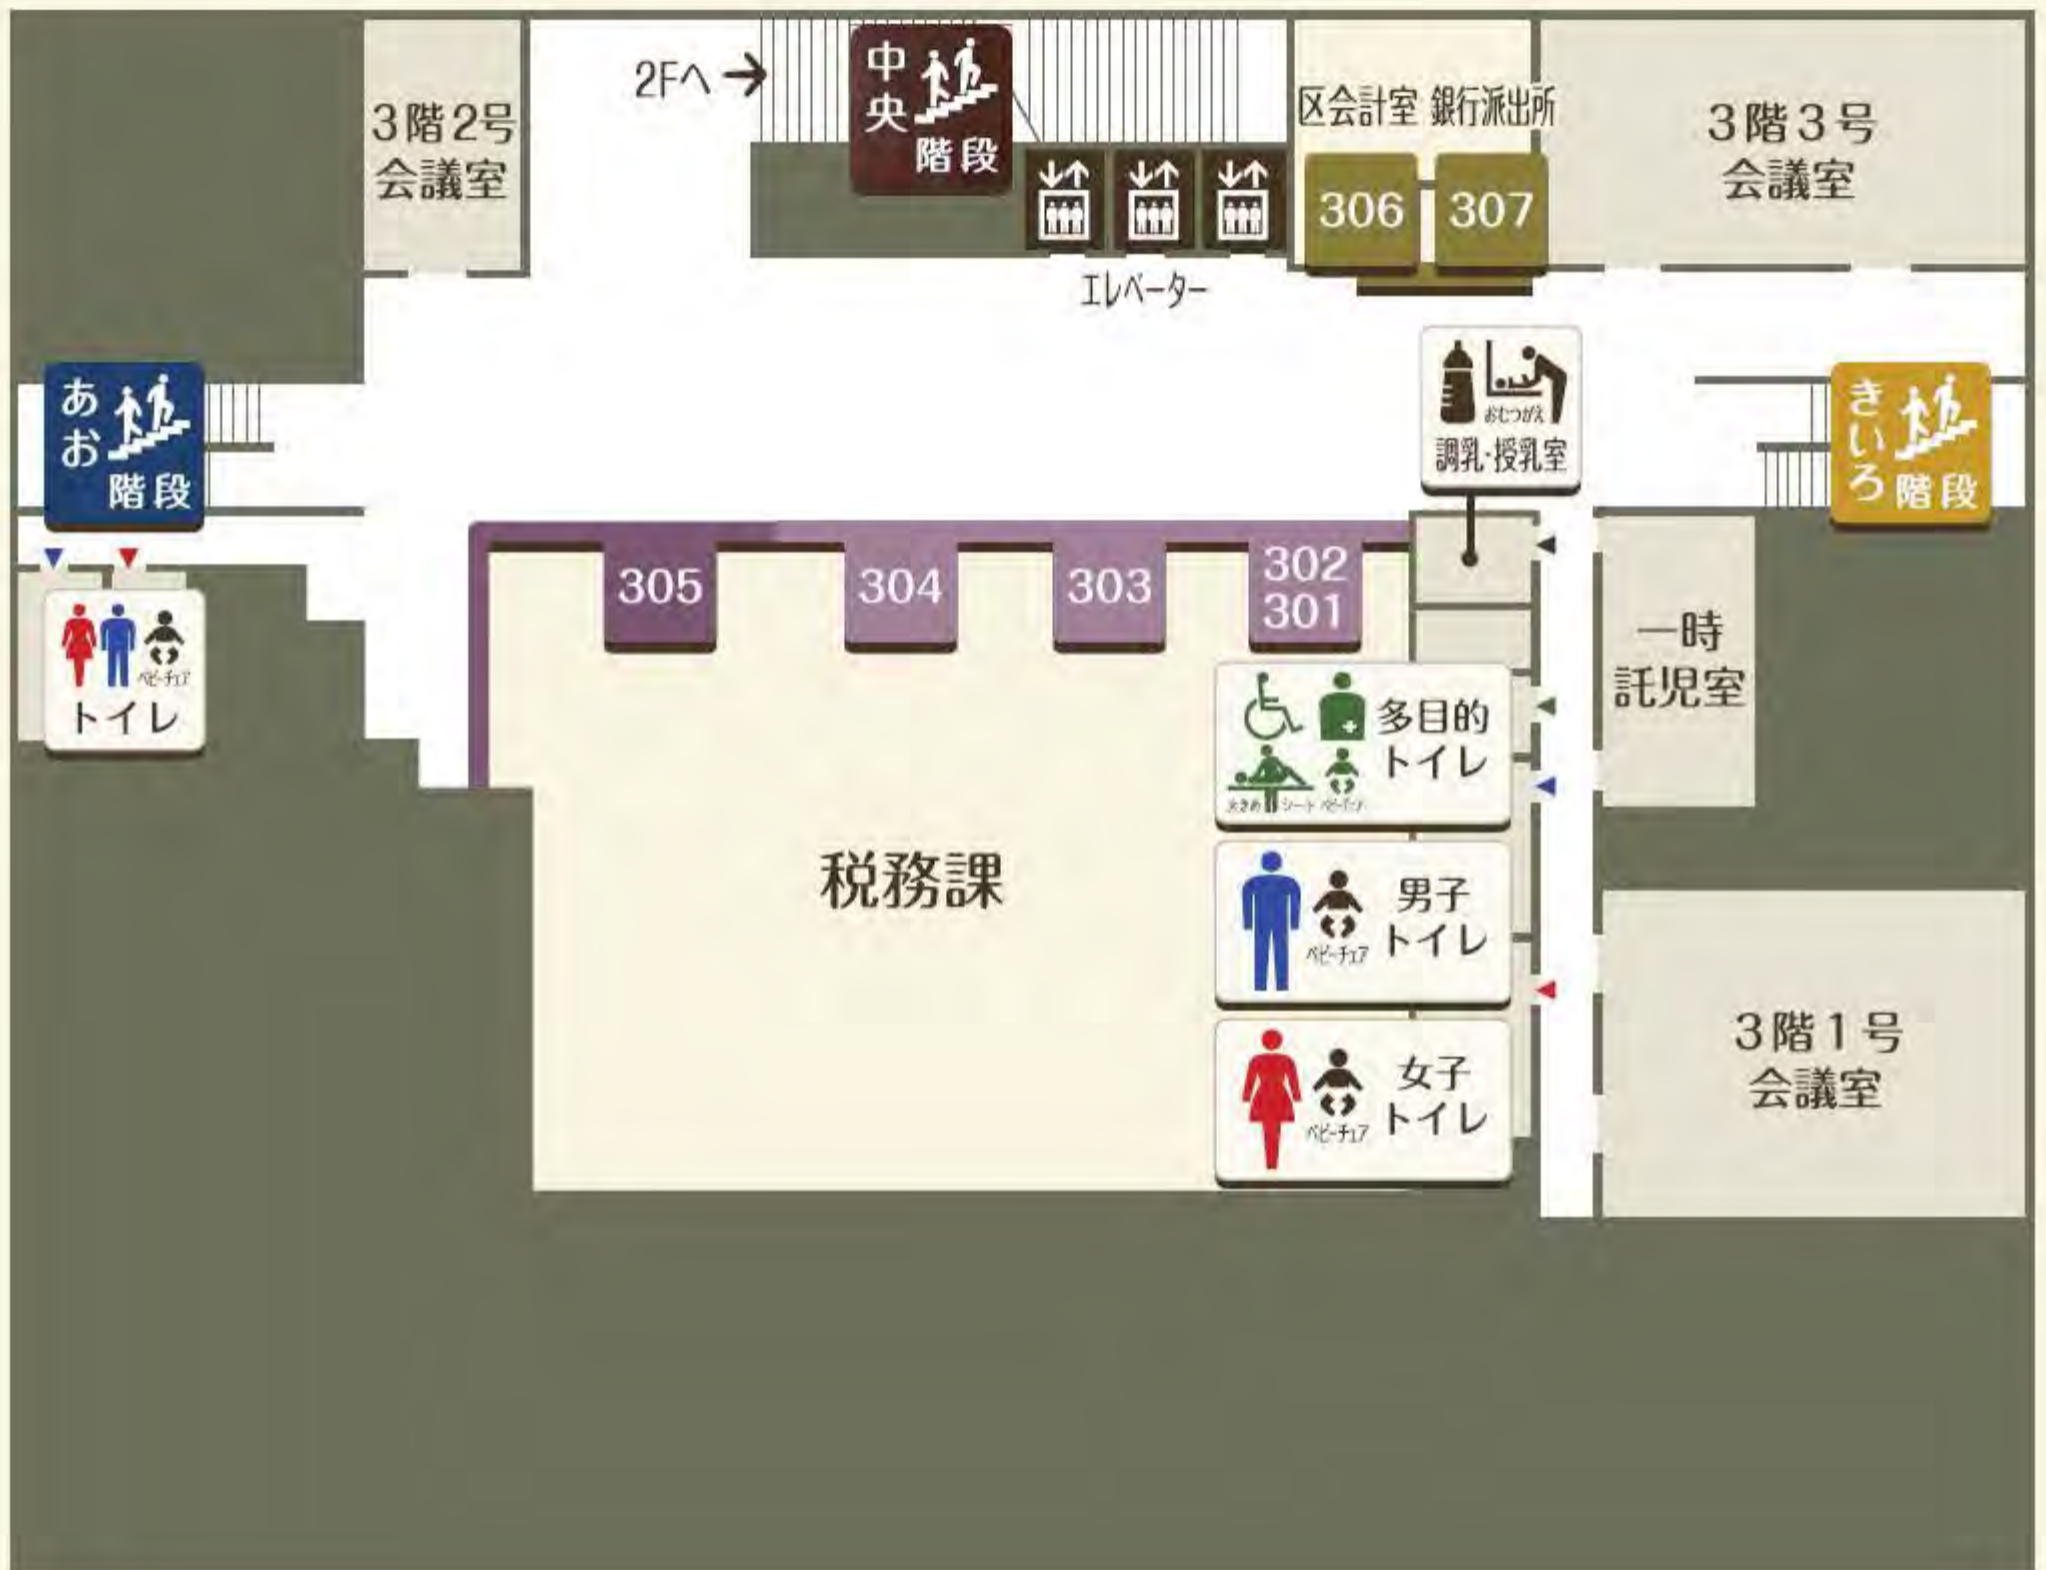 3階2号
会議室
2Fへ
中央
階段
エレベーター
区会計室 銀行派出所
306 307
3階3号
会議室
あお
階段
おむつがえ
調乳・授乳室
きいろ
階段
ベビーチェア
トイレ
305
304
303
302
301
一時
託児室
多目的
トイレ
大きめ シート ベビーチェア
税務課
男子
トイレ
ベビーチェア
女子
トイレ
ベビーチェア
3階1号
会議室